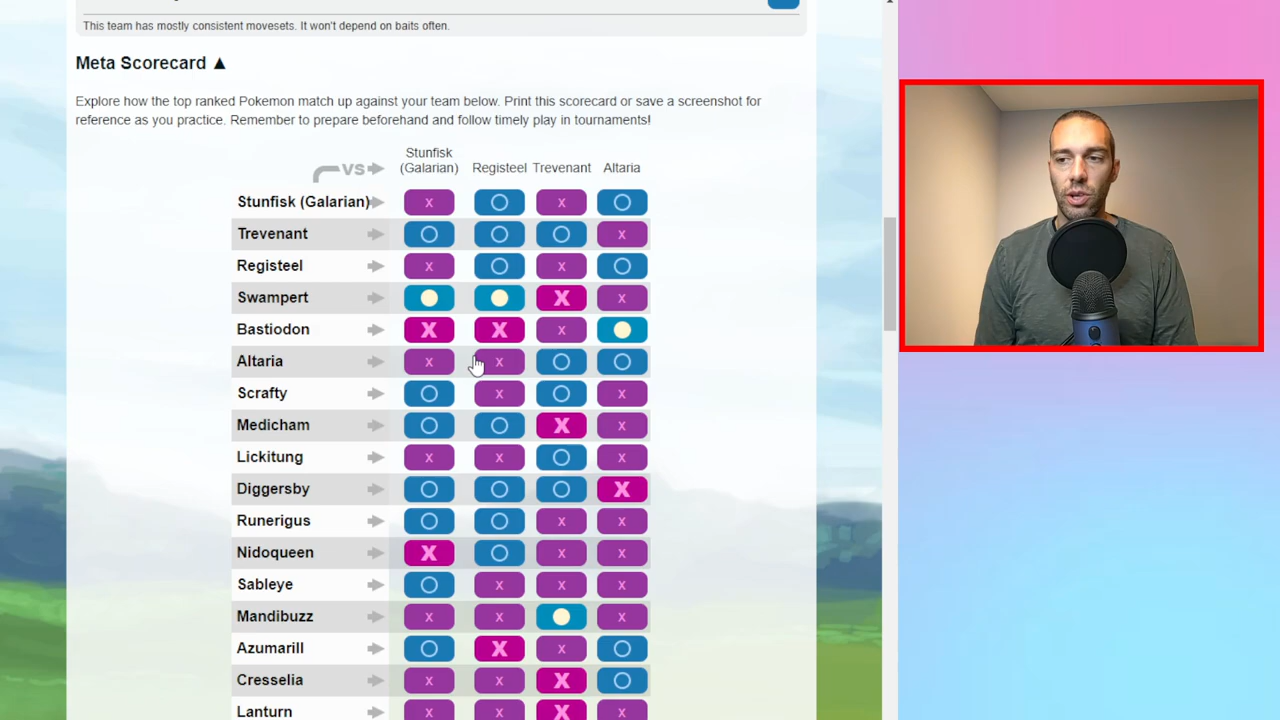 This team has mostly consistent movesets. It won't depend on baits often.
Meta Scorecard ▲
Explore how the top ranked Pokemon match up against your team below. Print this scorecard or save a screenshot for
reference as you practice. Remember to prepare beforehand and follow timely play in tournaments!
VS Stunfisk (Galarian) Registeel Trevenant Altaria
Stunfisk (Galarian) x x
Trevenant x
Registeel x x
Swampert X x
Bastiodon X X x
Altaria x x
Scrafty x x
Medicham X x
Lickitung x x x
Diggersby X
Runerigus x x
Nidoqueen X x x
Sableye x x x
Mandibuzz x x x
Azumarill X x
Cresselia x x X
Lanturn x x X x